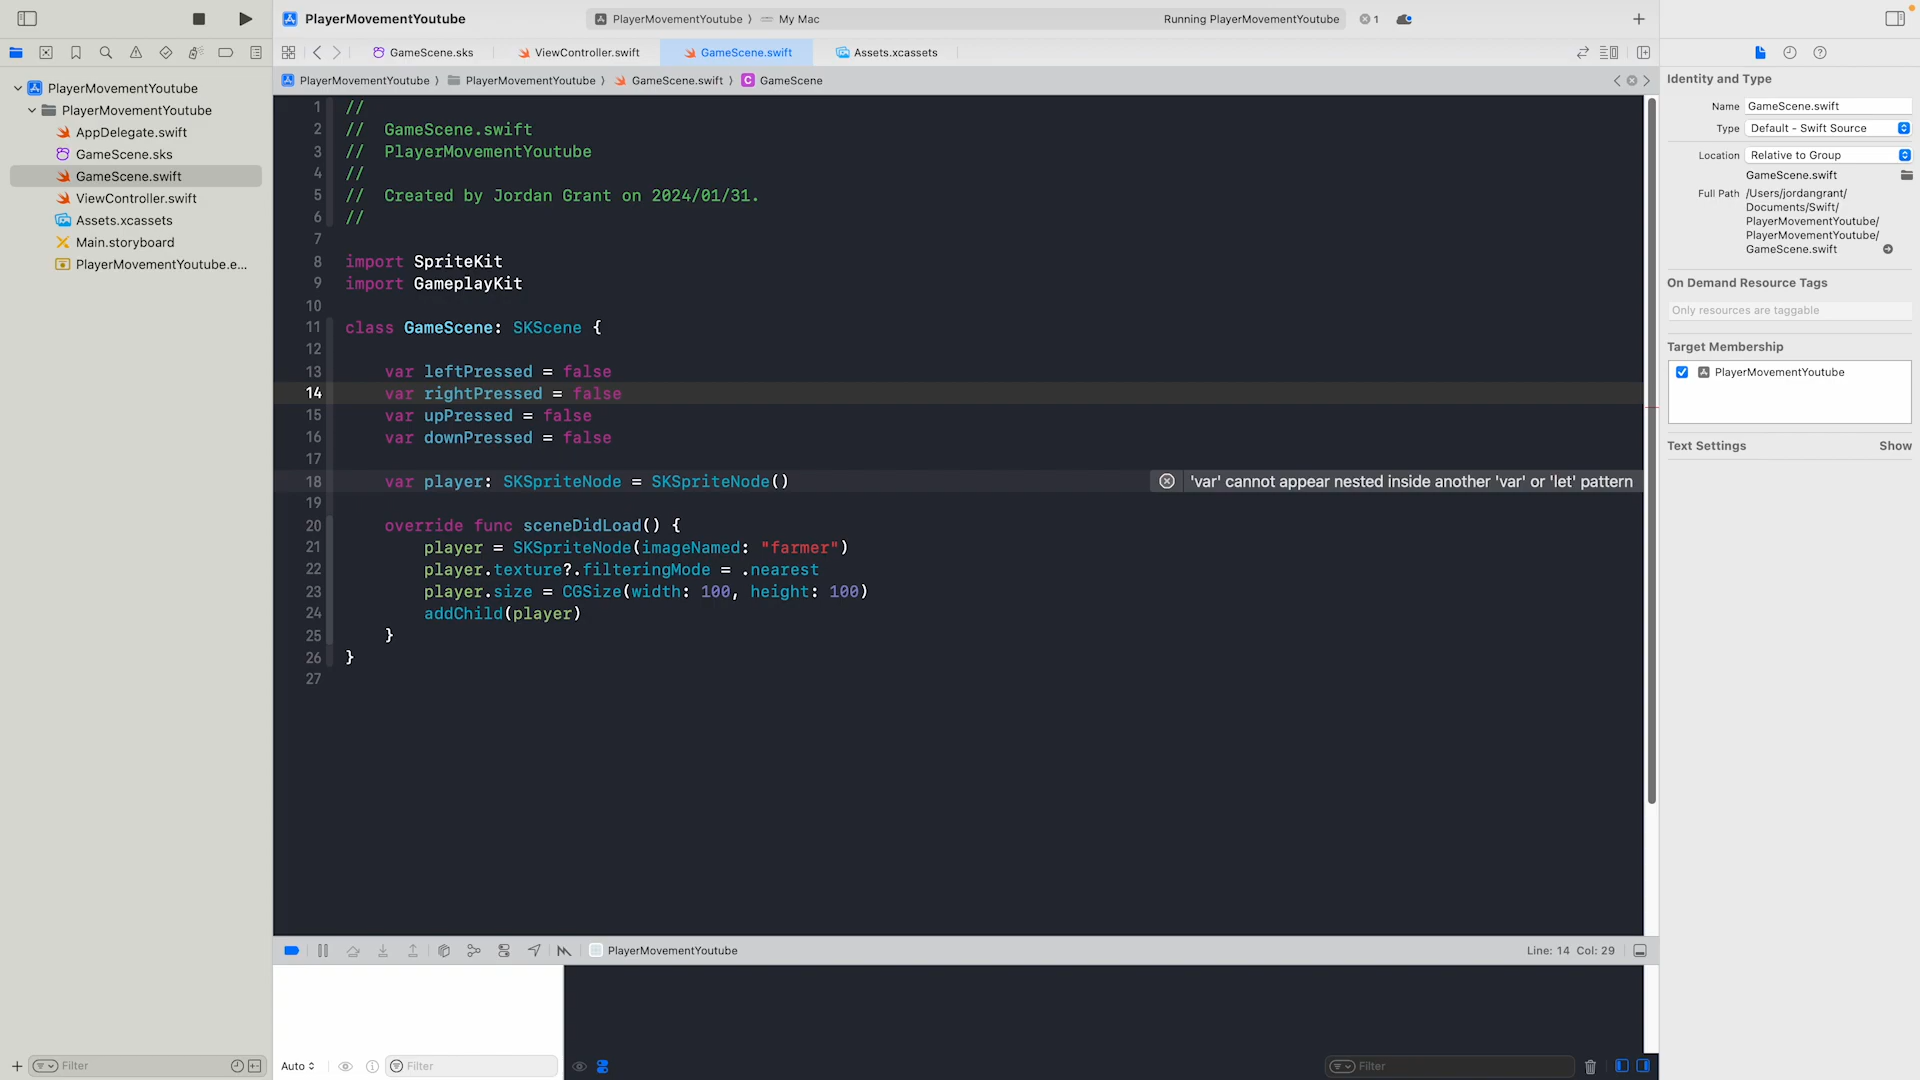 PlayerMovementYoutube
PlayerMovementYoutube ⟩ My Mac
Running PlayerMovementYoutube
1
GameScene.sks
ViewController.swift
GameScene.swift
Assets.xcassets
PlayerMovementYoutube ⟩ PlayerMovementYoutube ⟩ GameScene.swift ⟩ C GameScene
PlayerMovementYoutube
PlayerMovementYoutube
AppDelegate.swift
GameScene.sks
GameScene.swift
ViewController.swift
Assets.xcassets
Main.storyboard
PlayerMovementYoutube.e...
1 //
2 //  GameScene.swift
3 //  PlayerMovementYoutube
4 //
5 //  Created by Jordan Grant on 2024/01/31.
6 //
7
8 import SpriteKit
9 import GameplayKit
10
11 class GameScene: SKScene {
12
13     var leftPressed = false
14     var rightPressed = false
15     var upPressed = false
16     var downPressed = false
17
18     var player: SKSpriteNode = SKSpriteNode()
'var' cannot appear nested inside another 'var' or 'let' pattern
19
20     override func sceneDidLoad() {
21         player = SKSpriteNode(imageNamed: "farmer")
22         player.texture?.filteringMode = .nearest
23         player.size = CGSize(width: 100, height: 100)
24         addChild(player)
25     }
26 }
27
PlayerMovementYoutube
Line: 14 Col: 29
Filter
Auto
Filter
Filter
Identity and Type
Name GameScene.swift
Type Default - Swift Source
Location Relative to Group
GameScene.swift
Full Path /Users/jordangrant/
Documents/Swift/
PlayerMovementYoutube/
PlayerMovementYoutube/
GameScene.swift
On Demand Resource Tags
Only resources are taggable
Target Membership
PlayerMovementYoutube
Text Settings Show